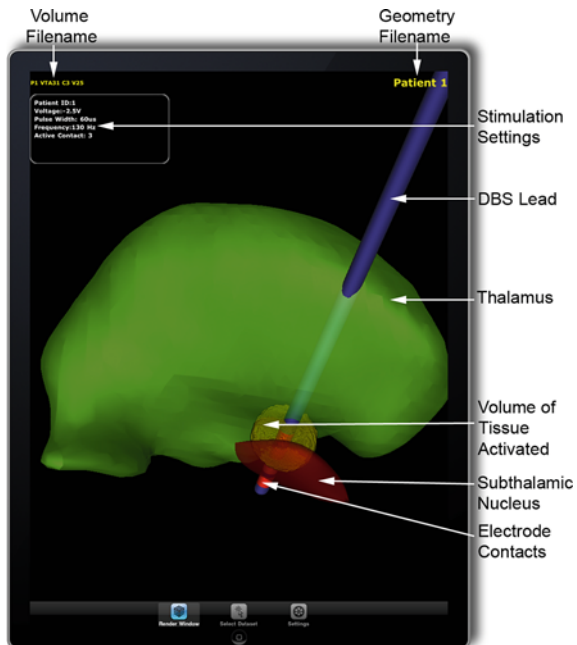 Volume
Filename
Geometry
Filename
P1 VTA31 C3 V25
Patient 1
Patient ID:1
Voltage:-2.5V
Pulse Width: 60us
Frequency:130 Hz
Active Contact: 3
Stimulation
Settings
DBS Lead
Thalamus
Volume of
Tissue
Activated
Subthalamic
Nucleus
Electrode
Contacts
Render Window
Select Dataset
Settings